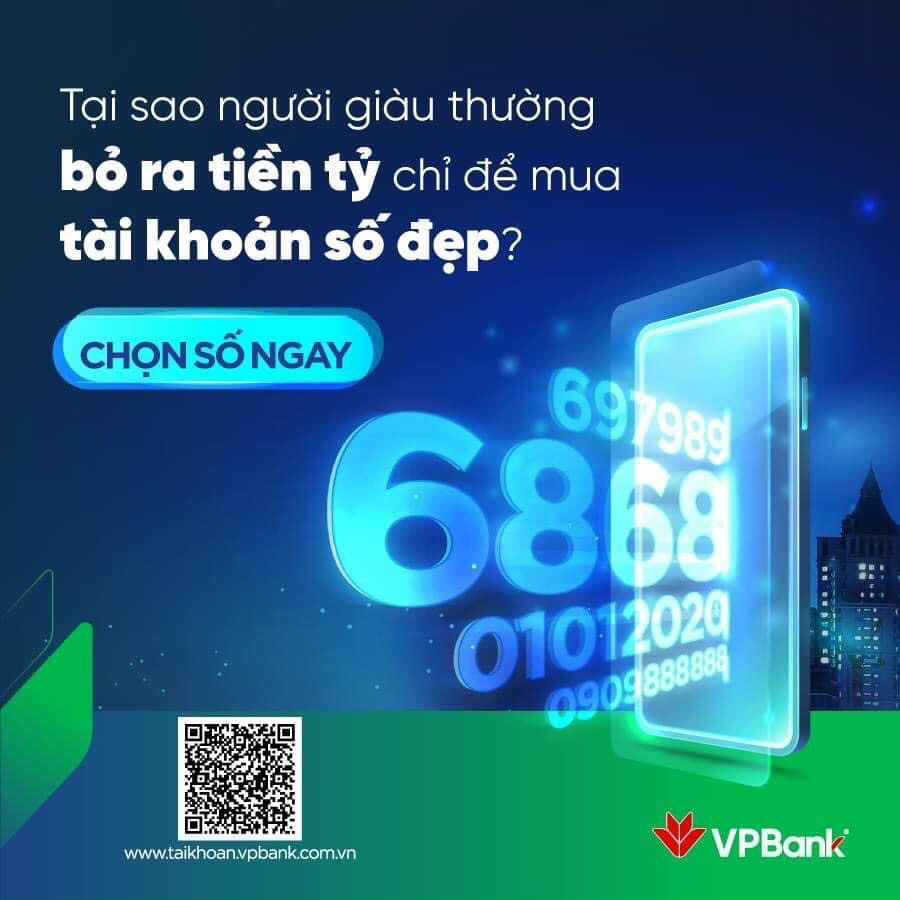 Tại sao người giàu thường
bỏ ra tiền tỷ chỉ để mua
tài khoản số đẹp?
CHỌN SỐ NGAY
697989
6868
01012020
0909888888
www.taikhoan.vpbank.com.vn
VPBank